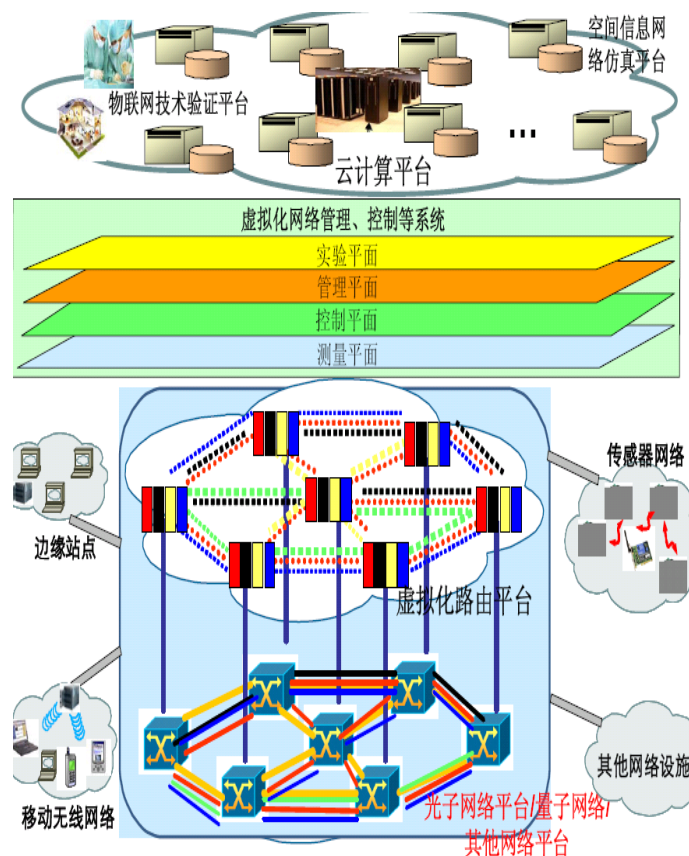 空间信息网
络仿真平台
物联网技术验证平台
...
云计算平台
虚拟化网络管理、控制等系统
实验平面
管理平面
控制平面
测量平面
传感器网络
边缘站点
虚拟化路由平台
其他网络设施
移动无线网络
光子网络平台/量子网络/
其他网络平台